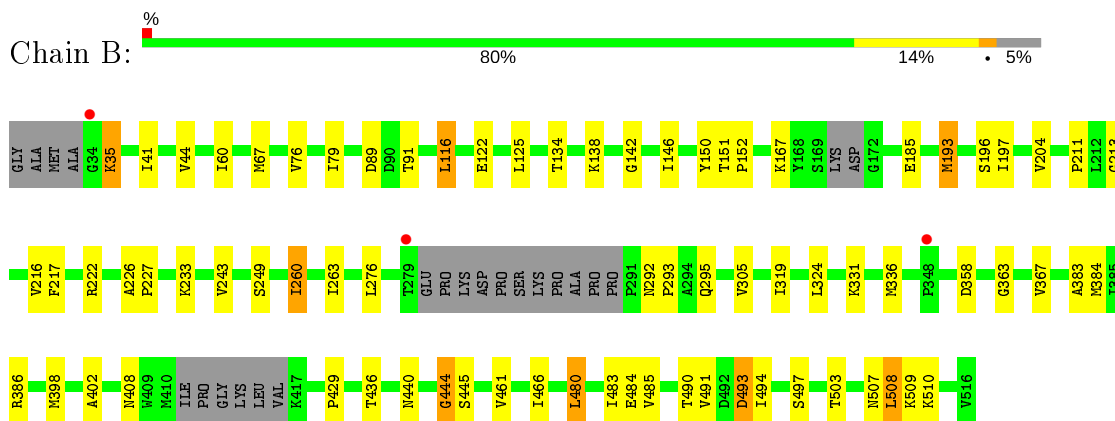 %
Chain B:
80% 14% • 5%
GLY ALA MET ALA G34 K35 I41 V44 I60 M67 V76 I79 D89 D90 T91 L116 E122 L125 T134 K138 G142 I146 Y150 T151 P152 K167 Y168 S169 LYS ASP G172 E185 M193 S196 I197 V204 P211 L212 G213
V216 F217 R222 A226 P227 K233 V243 S249 I260 I263 L276 T279 GLU PRO LYS ASP PRO SER LYS PRO ALA PRO PRO P291 N292 P293 A294 Q295 V305 I319 L324 K331 M336 P348 D358 G363 V367 A383 M384 I385
R386 M398 A402 N408 W409 M410 ILE PRO GLY LYS LEU VAL K417 P429 T436 N440 G444 S445 V461 I466 L480 I483 E484 V485 T490 V491 D492 D493 I494 S497 T503 N507 L508 K509 K510 V516